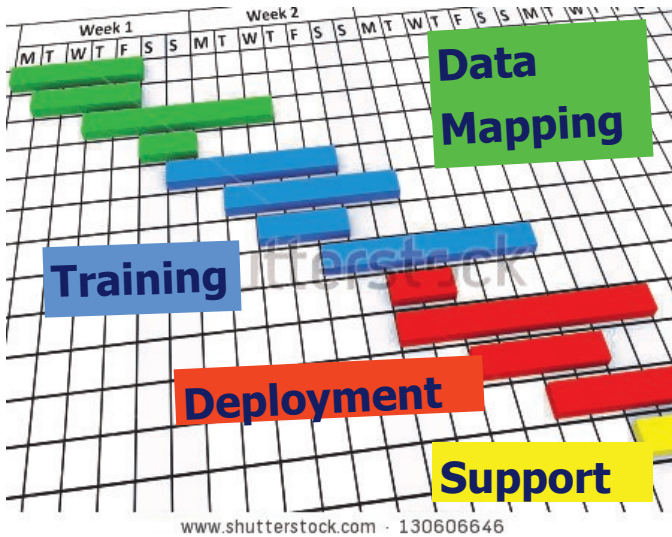 Week 1
Week 2
M T W T F S S M T W T F S S M T W T F S S M T W T F S S
Data
Mapping
Training
Deployment
Support
www.shutterstock.com · 130606646